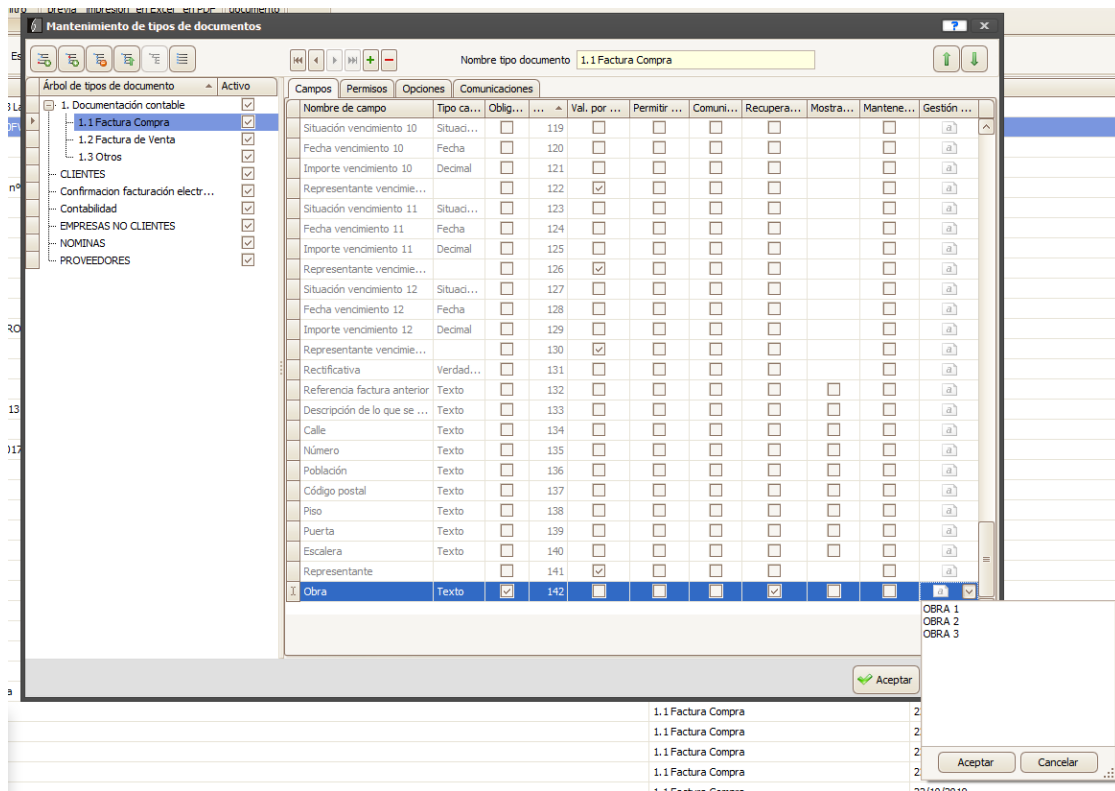 previa impresión en Excel en PDF documento
Mantenimiento de tipos de documentos
Nombre tipo documento 1.1 Factura Compra
Árbol de tipos de documento Activo
1. Documentación contable
1.1 Factura Compra
1.2 Factura de Venta
1.3 Otros
CLIENTES
Confirmacion facturación electr...
Contabilidad
EMPRESAS NO CLIENTES
NOMINAS
PROVEEDORES
Campos Permisos Opciones Comunicaciones
Nombre de campo Tipo ca... Oblig... ... Val. por ... Permitir ... Comuni... Recupera... Mostra... Mantene... Gestión ...
Situación vencimiento 10 Situaci... 119
Fecha vencimiento 10 Fecha 120
Importe vencimiento 10 Decimal 121
Representante vencimie... 122
Situación vencimiento 11 Situaci... 123
Fecha vencimiento 11 Fecha 124
Importe vencimiento 11 Decimal 125
Representante vencimie... 126
Situación vencimiento 12 Situaci... 127
Fecha vencimiento 12 Fecha 128
Importe vencimiento 12 Decimal 129
Representante vencimie... 130
Rectificativa Verdad... 131
Referencia factura anterior Texto 132
Descripción de lo que se ... Texto 133
Calle Texto 134
Número Texto 135
Población Texto 136
Código postal Texto 137
Piso Texto 138
Puerta Texto 139
Escalera Texto 140
Representante 141
Obra Texto 142
OBRA 1
OBRA 2
OBRA 3
Aceptar
Aceptar Cancelar
1.1 Factura Compra
1.1 Factura Compra
1.1 Factura Compra
1.1 Factura Compra